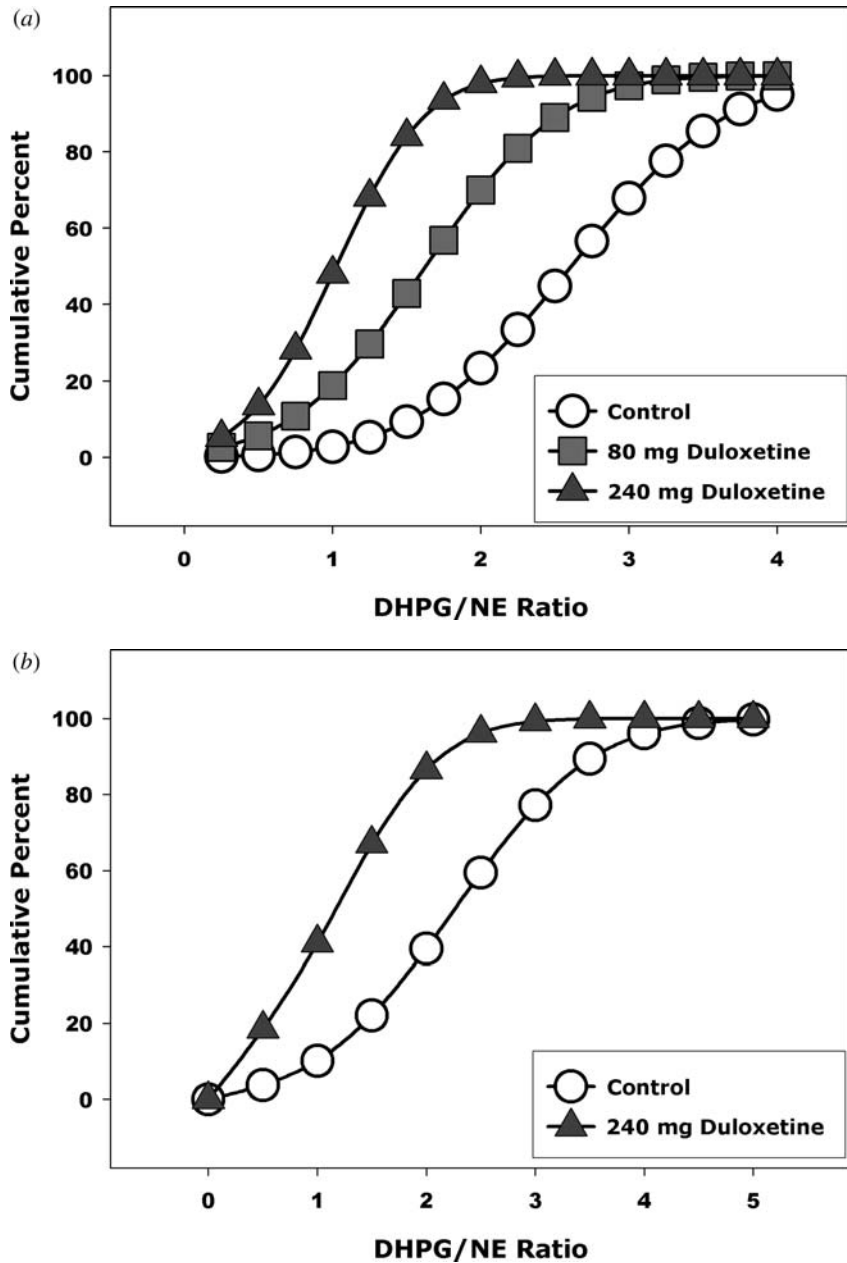 (a)
100
80
60
40
20
0
Cumulative Percent
Control
80 mg Duloxetine
240 mg Duloxetine
0 1 2 3 4
DHPG/NE Ratio
(b)
100
80
60
40
20
0
Cumulative Percent
Control
240 mg Duloxetine
0 1 2 3 4 5
DHPG/NE Ratio